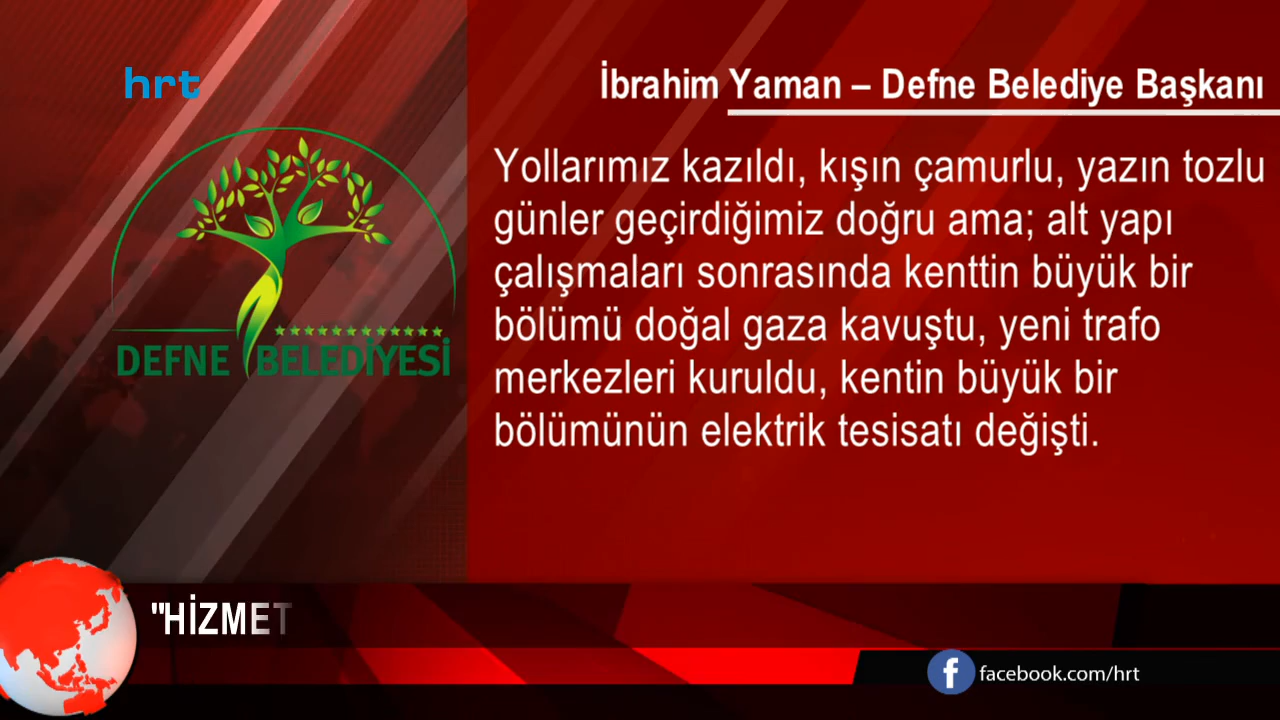 hrt
İbrahim Yaman – Defne Belediye Başkanı
Yollarımız kazıldı, kışın çamurlu, yazın tozlu
günler geçirdiğimiz doğru ama; alt yapı
çalışmaları sonrasında kenttin büyük bir
bölümü doğal gaza kavuştu, yeni trafo
merkezleri kuruldu, kentin büyük bir
bölümünün elektrik tesisatı değişti.
DEFNE BELEDİYESİ
"HİZMET
facebook.com/hrt